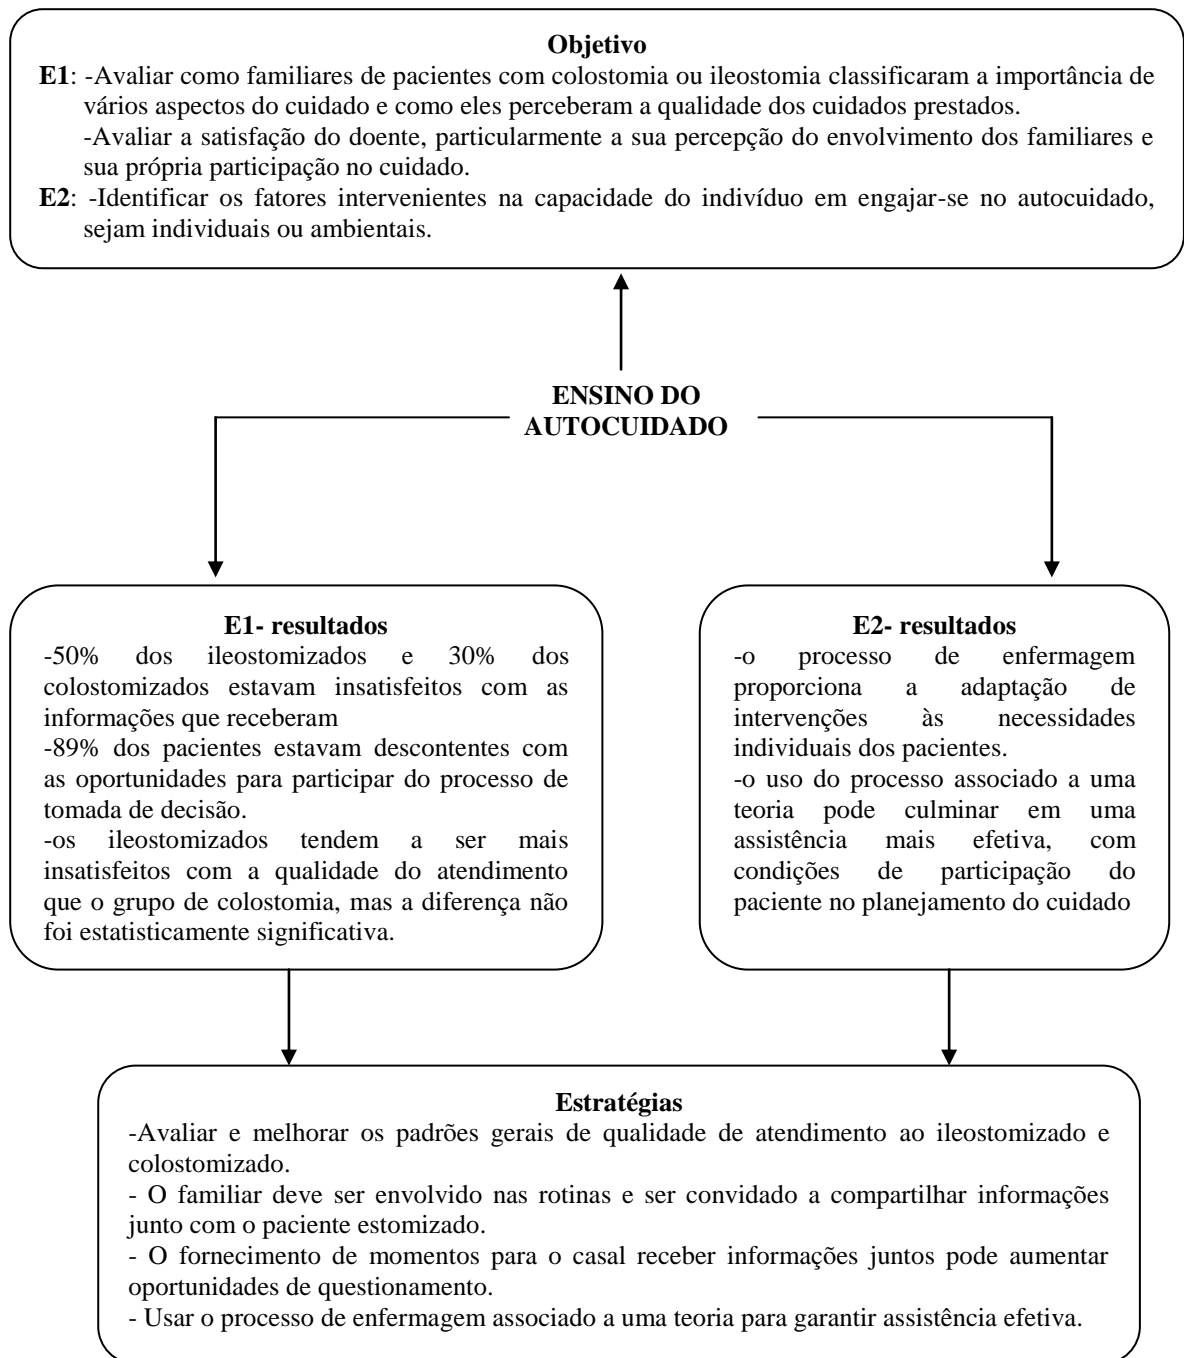 Objetivo
E1: -Avaliar como familiares de pacientes com colostomia ou ileostomia classificaram a importância de
vários aspectos do cuidado e como eles perceberam a qualidade dos cuidados prestados.
-Avaliar a satisfação do doente, particularmente a sua percepção do envolvimento dos familiares e
sua própria participação no cuidado.
E2: -Identificar os fatores intervenientes na capacidade do indivíduo em engajar-se no autocuidado,
sejam individuais ou ambientais.
ENSINO DO
AUTOCUIDADO
E1- resultados
-50% dos ileostomizados e 30% dos
colostomizados estavam insatisfeitos com as
informações que receberam
-89% dos pacientes estavam descontentes com
as oportunidades para participar do processo de
tomada de decisão.
-os ileostomizados tendem a ser mais
insatisfeitos com a qualidade do atendimento
que o grupo de colostomia, mas a diferença não
foi estatisticamente significativa.
E2- resultados
-o processo de enfermagem
proporciona a adaptação de
intervenções às necessidades
individuais dos pacientes.
-o uso do processo associado a uma
teoria pode culminar em uma
assistência mais efetiva, com
condições de participação do
paciente no planejamento do cuidado
Estratégias
-Avaliar e melhorar os padrões gerais de qualidade de atendimento ao ileostomizado e
colostomizado.
- O familiar deve ser envolvido nas rotinas e ser convidado a compartilhar informações
junto com o paciente estomizado.
- O fornecimento de momentos para o casal receber informações juntos pode aumentar
oportunidades de questionamento.
- Usar o processo de enfermagem associado a uma teoria para garantir assistência efetiva.